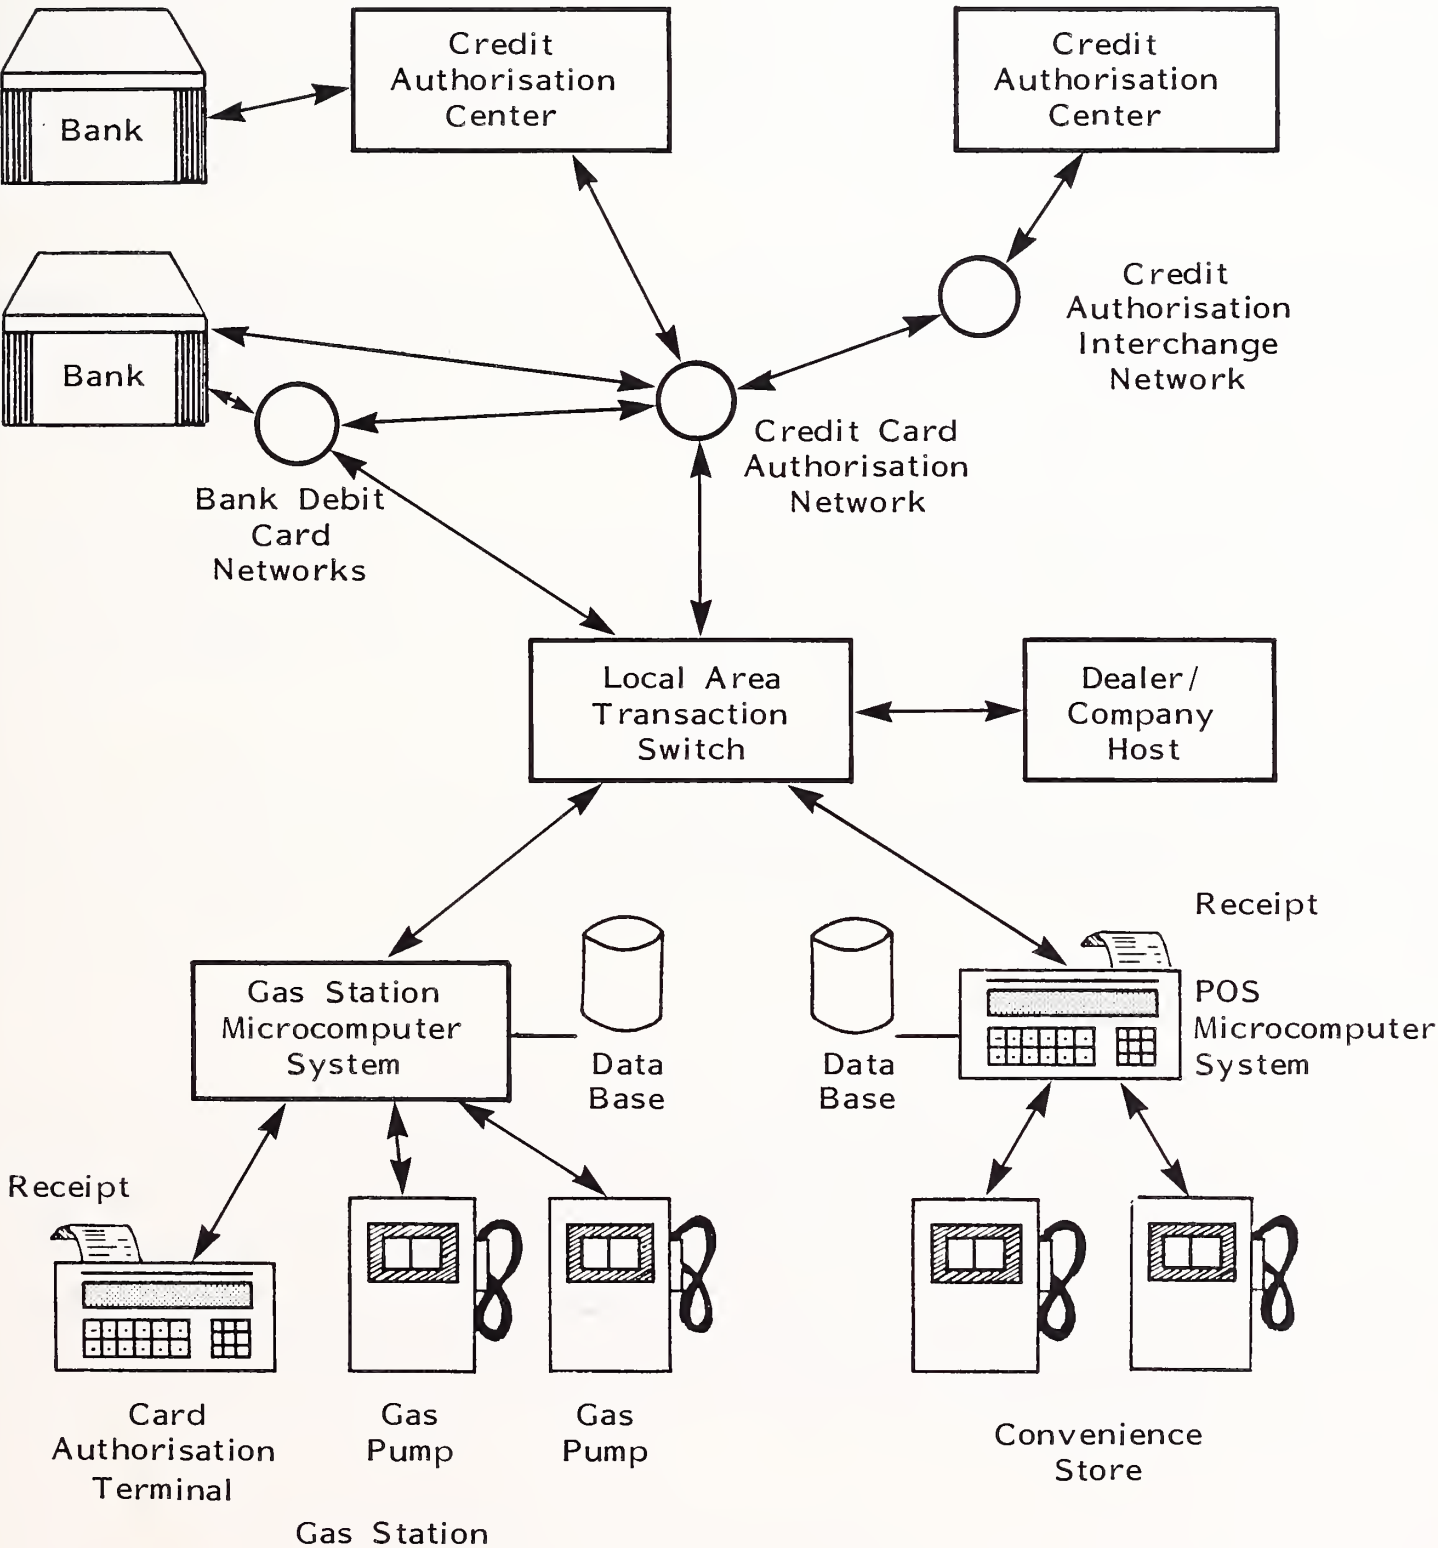 Credit
Authorisation
Center
Credit
Authorisation
Center
Bank
Bank
Credit
Authorisation
Interchange
Network
Credit Card
Authorisation
Network
Bank Debit
Card
Networks
Local Area
Transaction
Switch
Dealer/
Company
Host
Receipt
Gas Station
Microcomputer
System
Data
Base
Data
Base
POS
Microcomputer
System
Receipt
Card
Authorisation
Terminal
Gas
Pump
Gas
Pump
Convenience
Store
Gas Station